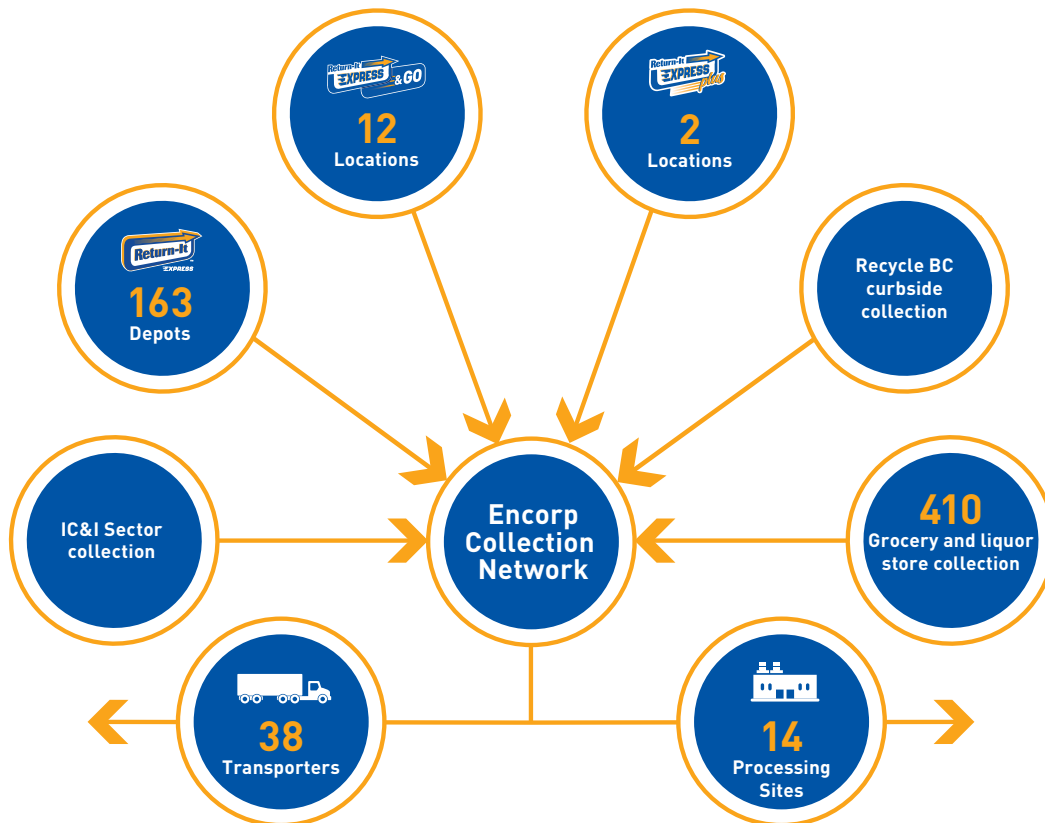 Return-It
EXPRESS
& GO
12
Locations
Return-It
EXPRESS
plus
2
Locations
Return-It
EXPRESS
163
Depots
Recycle BC
curbside
collection
IC&I Sector
collection
Encorp
Collection
Network
410
Grocery and liquor
store collection
38
Transporters
14
Processing
Sites